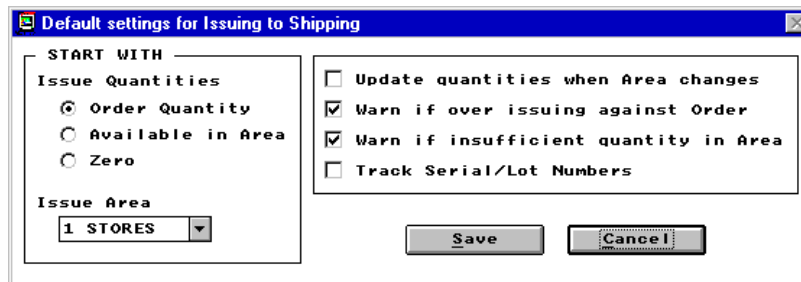 Default settings for Issuing to Shipping
START WITH
Issue Quantities
Order Quantity
Available in Area
Zero
Issue Area
1 STORES
Update quantities when Area changes
Warn if over issuing against Order
Warn if insufficient quantity in Area
Track Serial/Lot Numbers
Save
Cancel